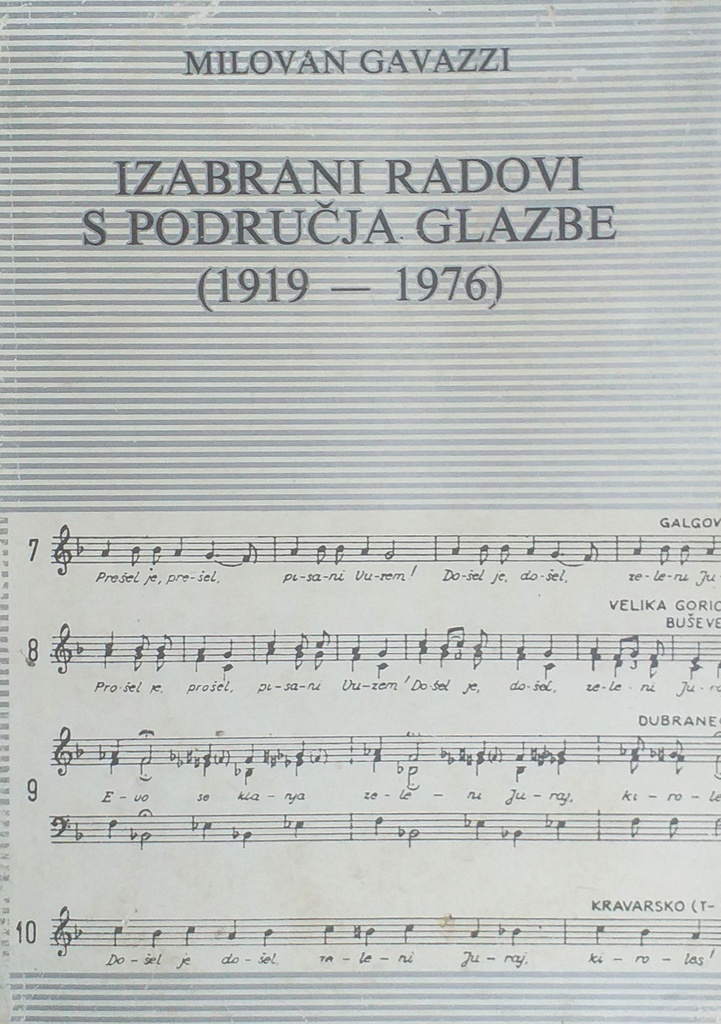 MILOVAN GAVAZZI
IZABRANI RADOVI
S PODRUČJA GLAZBE
(1919 — 1976)
GALGOV
7
Prešel je, pre-šel, pi-sa-ni Vu-zem! Do-šel je, do-šel, ze-le-ni Ju
VELIKA GORIC
BUŠEVE
8
Pro-šel je, prošel, pi-sa-ni Vu-zem! Do-šel je, do-šel, ze-le-ni Ju-r
DUBRANE
9
E-vo se kla-nja ze-le-ni Ju-raj, ki-ro-le
KRAVARSKO (T-
10
Do-šel je do-šel, ze-le-ni Ju-raj, ki-ro-les!